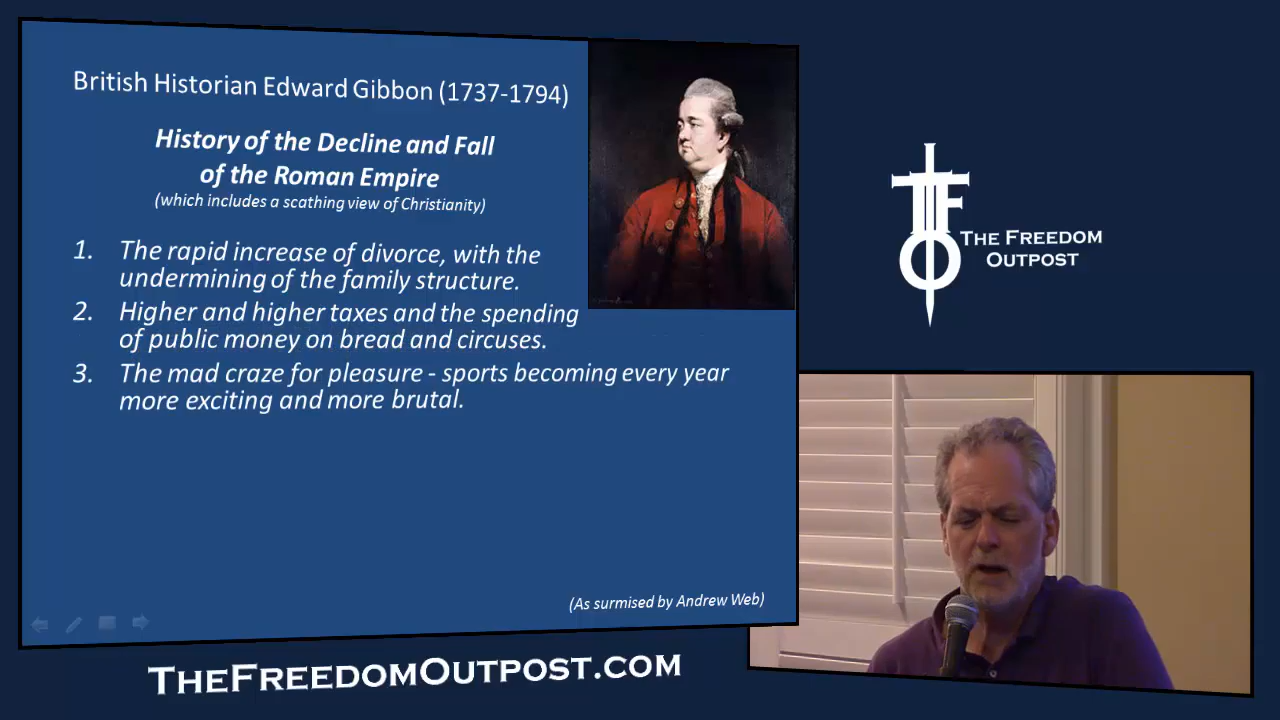 British Historian Edward Gibbon (1737-1794)
History of the Decline and Fall
of the Roman Empire
(which includes a scathing view of Christianity)
1. The rapid increase of divorce, with the
undermining of the family structure.
2. Higher and higher taxes and the spending
of public money on bread and circuses.
3. The mad craze for pleasure - sports becoming every year
more exciting and more brutal.
(As surmised by Andrew Web)
TFO
THE FREEDOM
OUTPOST
THEFREEDOMOUTPOST.COM